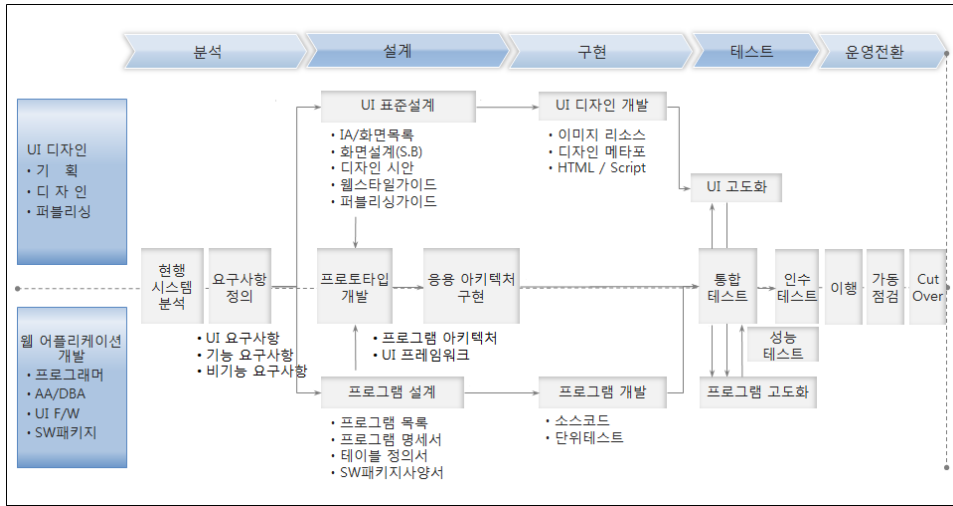 분석
설계
구현
테스트
운영전환
UI 디자인
• 기 획
• 디 자 인
• 퍼블리싱
웹 어플리케이션
개발
• 프로그래머
• AA/DBA
• UI F/W
• SW패키지
현행
시스템
분석
요구사항
정의
• UI 요구사항
• 기능 요구사항
• 비기능 요구사항
UI 표준설계
• IA/화면목록
• 화면설계(S.B)
• 디자인 시안
• 웹스타일가이드
• 퍼블리싱가이드
프로토타입
개발
응용 아키텍처
구현
• 프로그램 아키텍처
• UI 프레임워크
프로그램 설계
• 프로그램 목록
• 프로그램 명세서
• 테이블 정의서
• SW패키지사양서
UI 디자인 개발
• 이미지 리소스
• 디자인 메타포
• HTML / Script
프로그램 개발
• 소스코드
• 단위테스트
UI 고도화
통합
테스트
성능
테스트
프로그램 고도화
인수
테스트
이행
가동
점검
Cut
Over